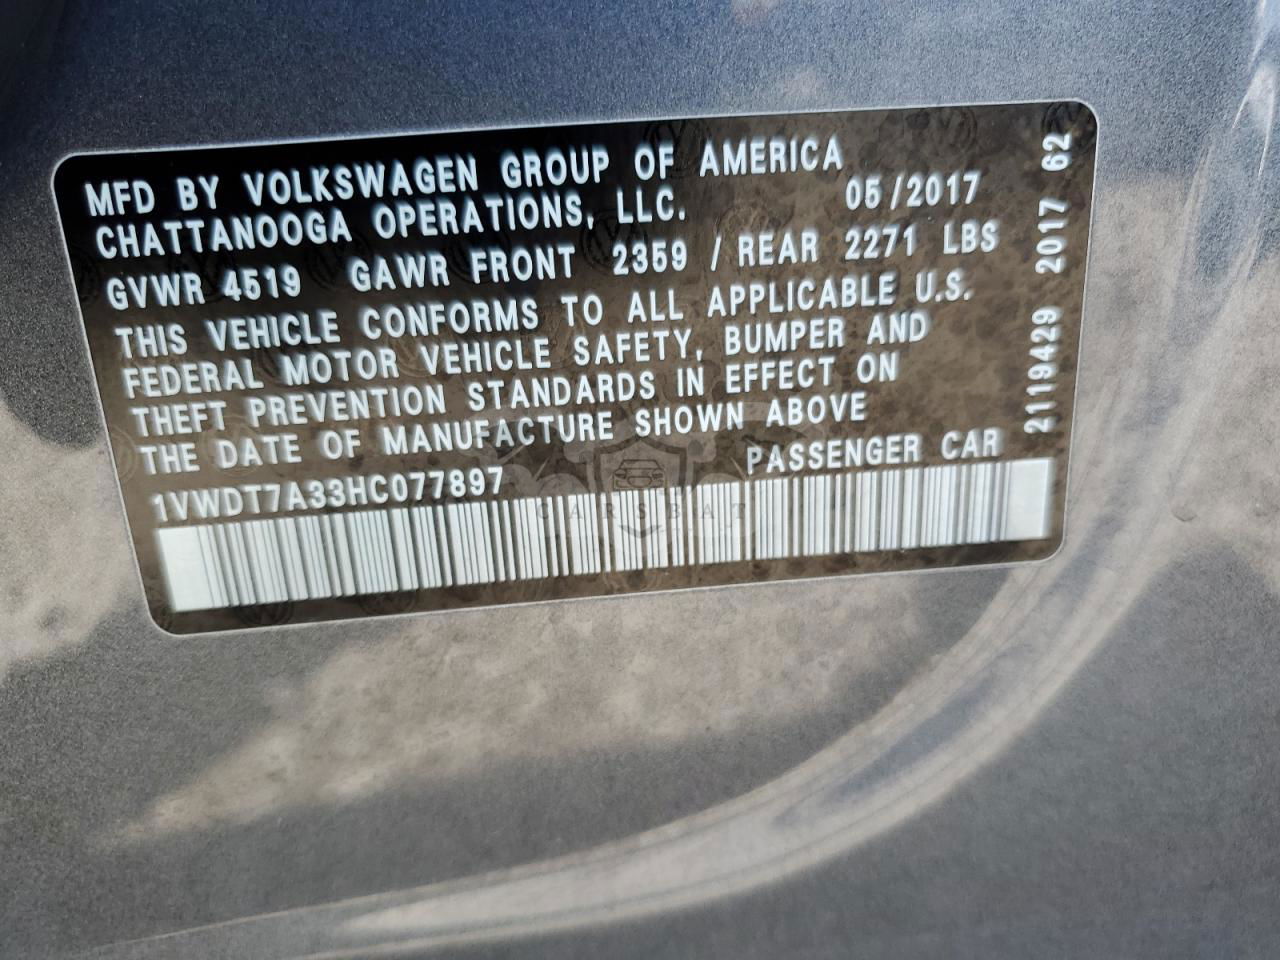 MFD BY VOLKSWAGEN GROUP OF AMERICA
CHATTANOOGA OPERATIONS, LLC. 05/2017
GVWR 4519 GAWR FRONT 2359 / REAR 2271 LBS
THIS VEHICLE CONFORMS TO ALL APPLICABLE U.S.
FEDERAL MOTOR VEHICLE SAFETY, BUMPER AND
THEFT PREVENTION STANDARDS IN EFFECT ON
THE DATE OF MANUFACTURE SHOWN ABOVE
1VWDT7A33HC077897 PASSENGER CAR
2119429 2017 62
CARSBAT